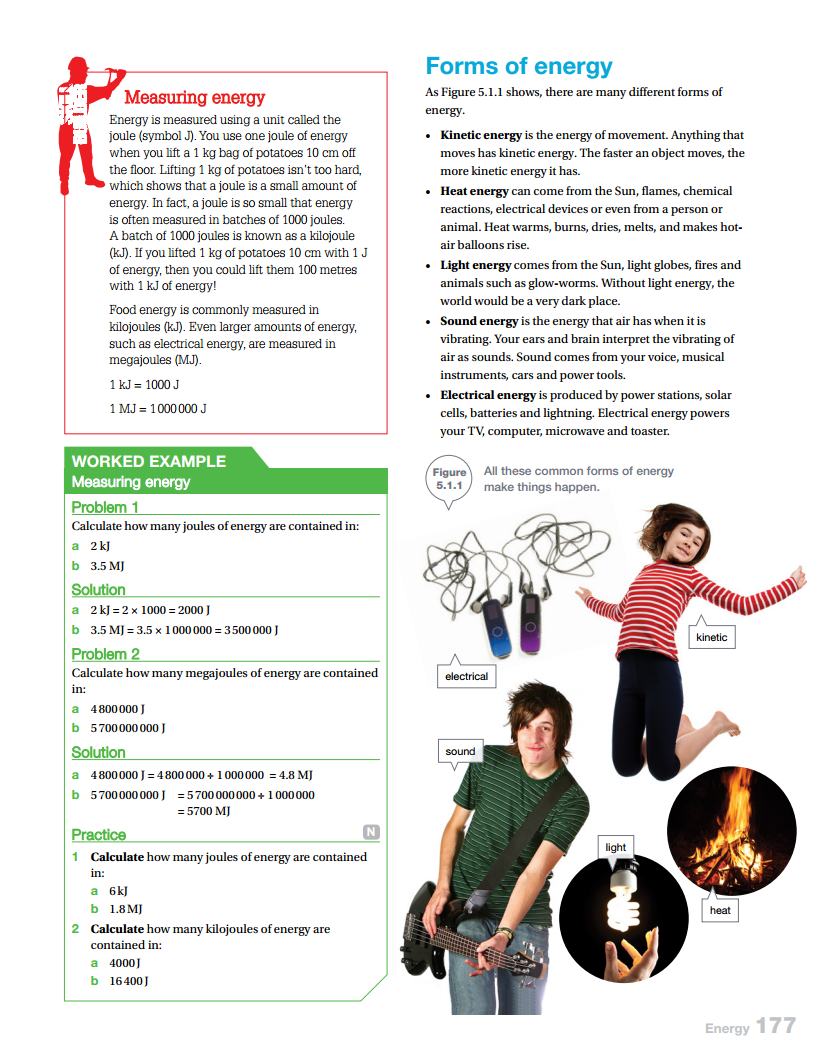 Measuring energy
Energy is measured using a unit called the
joule (symbol J). You use one joule of energy
when you lift a 1 kg bag of potatoes 10 cm off
the floor. Lifting 1 kg of potatoes isn't too hard,
which shows that a joule is a small amount of
energy. In fact, a joule is so small that energy
is often measured in batches of 1000 joules.
A batch of 1000 joules is known as a kilojoule
(kJ). If you lifted 1 kg of potatoes 10 cm with 1 J
of energy, then you could lift them 100 metres
with 1 kJ of energy!
Food energy is commonly measured in
kilojoules (kJ). Even larger amounts of energy,
such as electrical energy, are measured in
megajoules (MJ).
1 kJ = 1000 J
1 MJ = 1 000 000 J
WORKED EXAMPLE
Measuring energy
Problem 1
Calculate how many joules of energy are contained in:
a 2 kJ
b 3.5 MJ
Solution
a 2 kJ = 2 × 1000 = 2000 J
b 3.5 MJ = 3.5 × 1 000 000 = 3 500 000 J
Problem 2
Calculate how many megajoules of energy are contained
in:
a 4 800 000 J
b 5 700 000 000 J
Solution
a 4 800 000 J = 4 800 000 ÷ 1 000 000 = 4.8 MJ
b 5 700 000 000 J = 5 700 000 000 ÷ 1 000 000
= 5700 MJ
Practice N
1 Calculate how many joules of energy are contained
in:
a 6 kJ
b 1.8 MJ
2 Calculate how many kilojoules of energy are
contained in:
a 4000 J
b 16 400 J
Forms of energy
As Figure 5.1.1 shows, there are many different forms of
energy.
• Kinetic energy is the energy of movement. Anything that
moves has kinetic energy. The faster an object moves, the
more kinetic energy it has.
• Heat energy can come from the Sun, flames, chemical
reactions, electrical devices or even from a person or
animal. Heat warms, burns, dries, melts, and makes hot-
air balloons rise.
• Light energy comes from the Sun, light globes, fires and
animals such as glow-worms. Without light energy, the
world would be a very dark place.
• Sound energy is the energy that air has when it is
vibrating. Your ears and brain interpret the vibrating of
air as sounds. Sound comes from your voice, musical
instruments, cars and power tools.
• Electrical energy is produced by power stations, solar
cells, batteries and lightning. Electrical energy powers
your TV, computer, microwave and toaster.
Figure
5.1.1
All these common forms of energy
make things happen.
kinetic
electrical
sound
light
heat
Energy 177